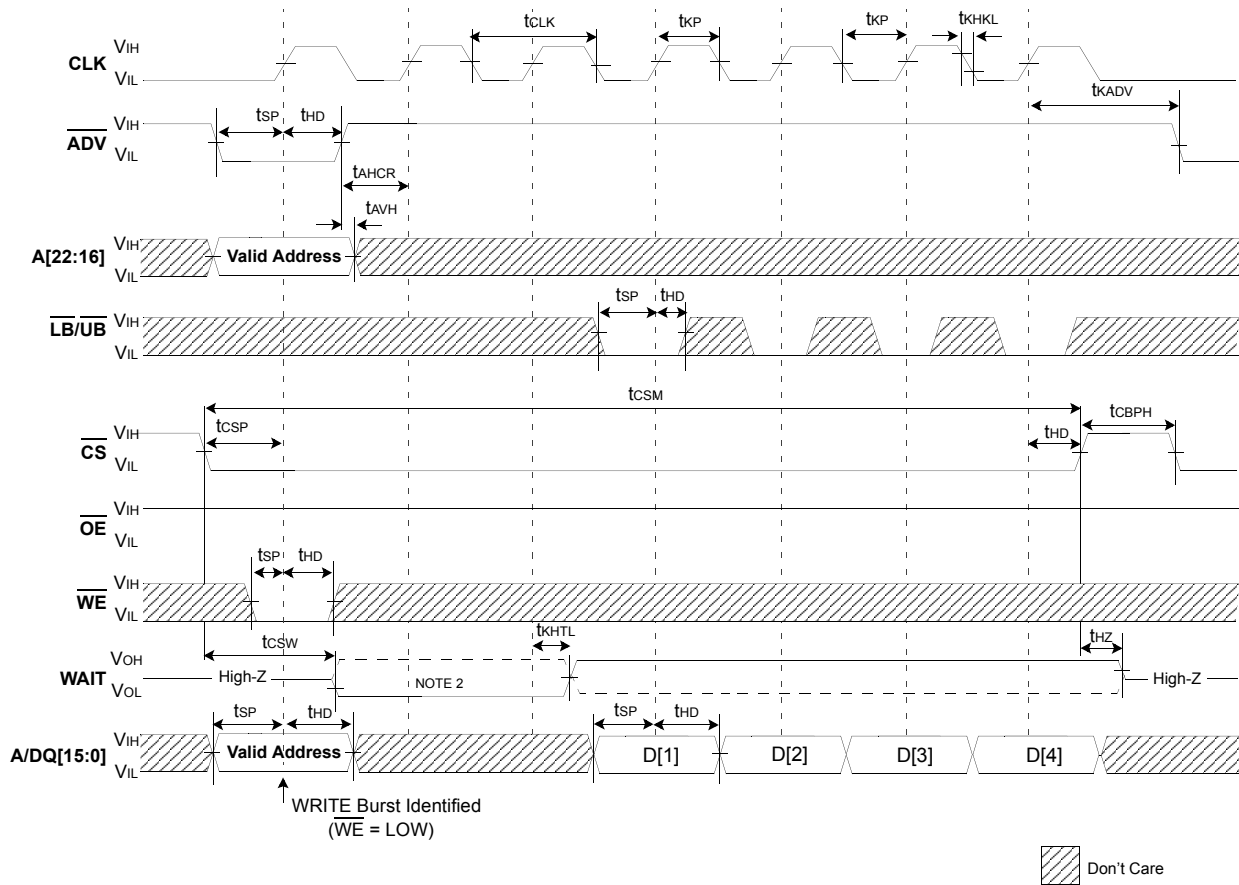 tCLK tKP tKP tKHKL
CLK VIH VIL
tKADV
ADV VIH VIL tSP tHD
tAHCR
tAVH
A[22:16] VIH VIL Valid Address
LB/UB VIH VIL tSP tHD
tCSM
CS VIH VIL tCSP tHD tCBPH
OE VIH VIL
WE VIH VIL tSP tHD
tCSW tKHTL tHZ
WAIT VOH VOL High-Z NOTE 2 High-Z
tSP tHD tSP tHD
A/DQ[15:0] VIH VIL Valid Address D[1] D[2] D[3] D[4]
WRITE Burst Identified
(WE = LOW)
Don't Care